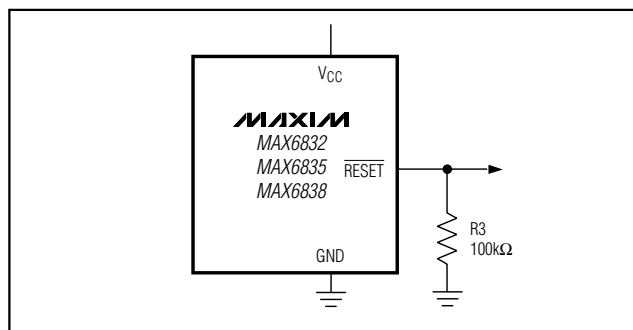 VCC
MAXIM
MAX6832
MAX6835 RESET
MAX6838
R3
100kΩ
GND